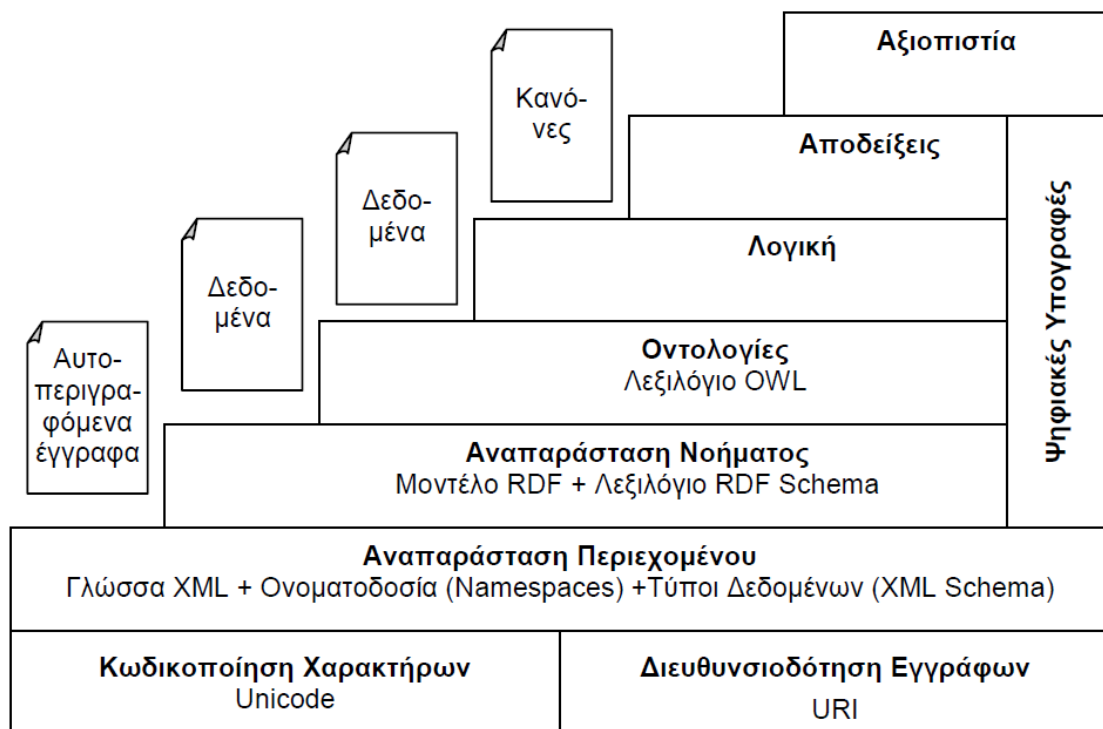 Αξιοπιστία
Κανό-
νες
Αποδείξεις
Δεδο-
μένα
Λογική
Δεδο-
μένα
Οντολογίες
Λεξιλόγιο OWL
Αυτο-
περιγρα-
φόμενα
έγγραφα
Αναπαράσταση Νοήματος
Μοντέλο RDF + Λεξιλόγιο RDF Schema
Ψηφιακές Υπογραφές
Αναπαράσταση Περιεχομένου
Γλώσσα XML + Ονοματοδοσία (Namespaces) +Τύποι Δεδομένων (XML Schema)
Κωδικοποίηση Χαρακτήρων
Unicode
Διευθυνσιοδότηση Εγγράφων
URI